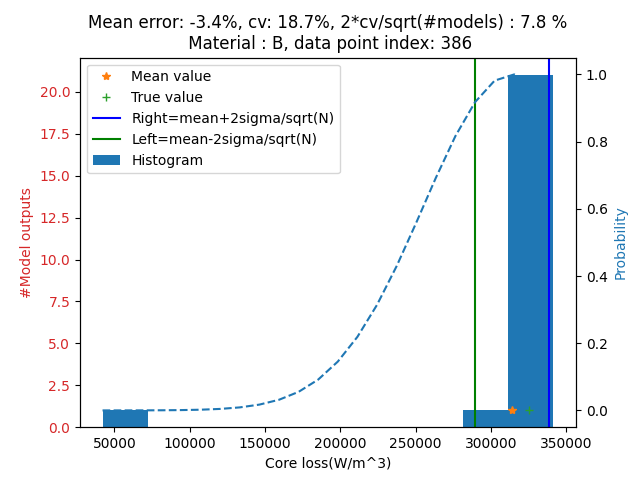 Mean error: -3.4%, cv: 18.7%, 2*cv/sqrt(#models) : 7.8 %
Material : B, data point index: 386
Mean value
True value
Right=mean+2sigma/sqrt(N)
Left=mean-2sigma/sqrt(N)
Histogram
#Model outputs
20.0
17.5
15.0
12.5
10.0
7.5
5.0
2.5
0.0
1.0
0.8
0.6
0.4
0.2
0.0
Probability
50000 100000 150000 200000 250000 300000 350000
Core loss(W/m^3)